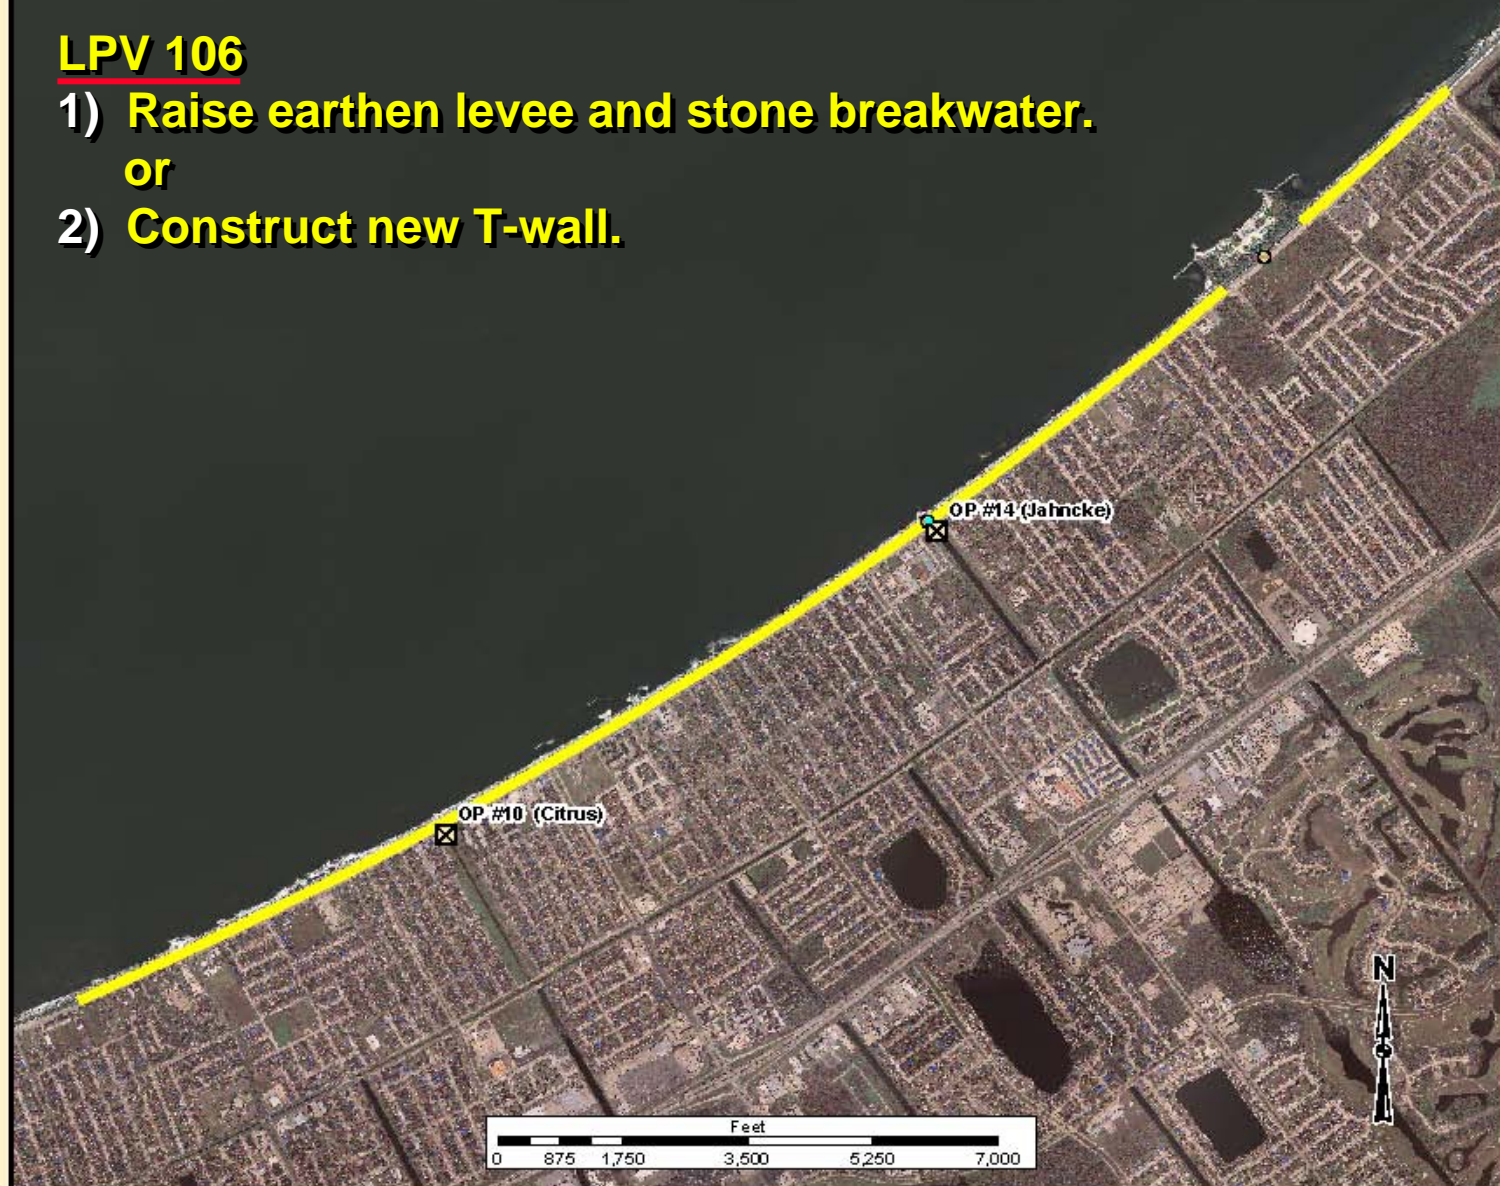 LPV 106
1) Raise earthen levee and stone breakwater.
or
2) Construct new T-wall.
OP #14 (Jahncke)
OP #10 (Citrus)
N
Feet
0 875 1,750 3,500 5,250 7,000